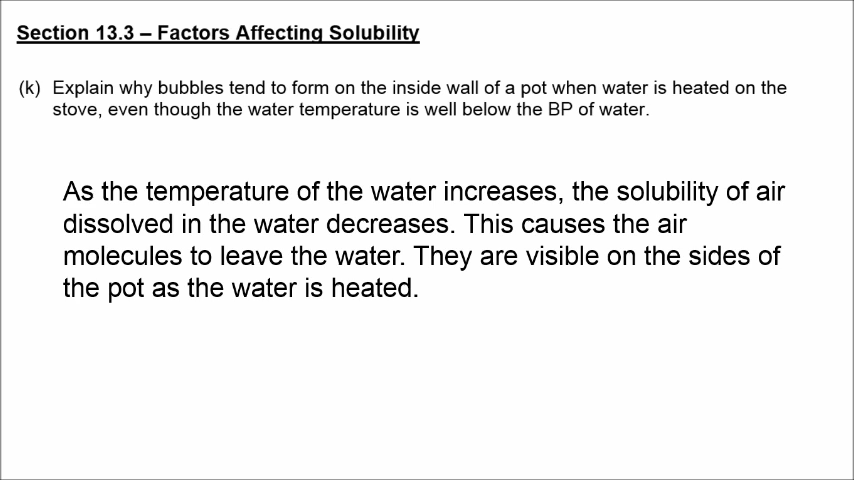 Section 13.3 – Factors Affecting Solubility
(k) Explain why bubbles tend to form on the inside wall of a pot when water is heated on the
stove, even though the water temperature is well below the BP of water.
As the temperature of the water increases, the solubility of air
dissolved in the water decreases. This causes the air
molecules to leave the water. They are visible on the sides of
the pot as the water is heated.